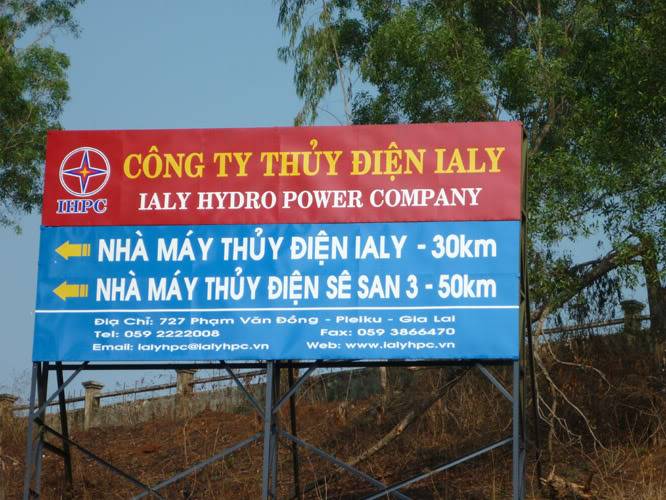 CÔNG TY THỦY ĐIỆN IALY
IHPC
IALY HYDRO POWER COMPANY
NHÀ MÁY THỦY ĐIỆN IALY - 30km
NHÀ MÁY THỦY ĐIỆN SÊ SAN 3 - 50km
Địa Chỉ: 727 Phạm Văn Đồng - Pleiku - Gia Lai
Tel: 059 2222008 Fax: 059 3866470
Email: ialyhpc@ialyhpc.vn Web: www.ialyhpc.vn